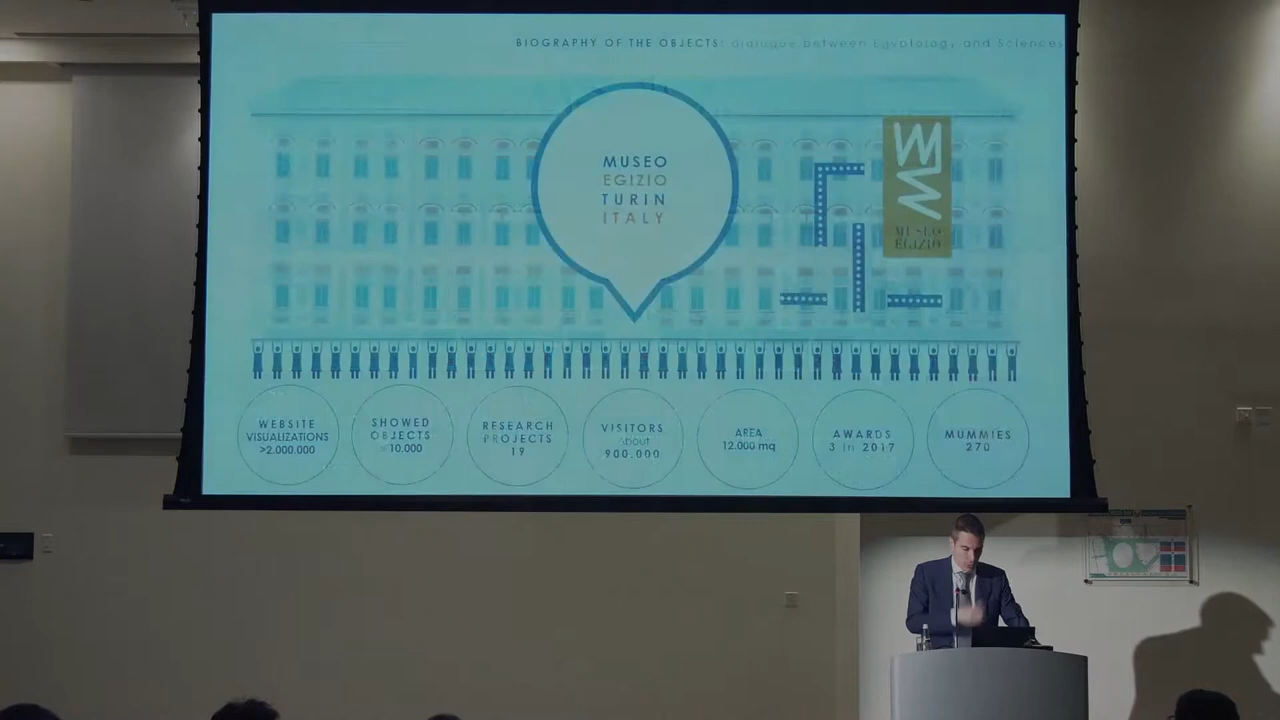 BIOGRAPHY OF THE OBJECTS: dialogue between Egyptology and Sciences
MUSEO
EGIZIO
TURIN
ITALY
MUSEO
EGIZIO
WEBSITE
VISUALIZATIONS
>2.000.000
SHOWED
OBJECTS
≈10.000
RESEARCH
PROJECTS
19
VISITORS
about
900.000
AREA
12.000 mq
AWARDS
3 in 2017
MUMMIES
270